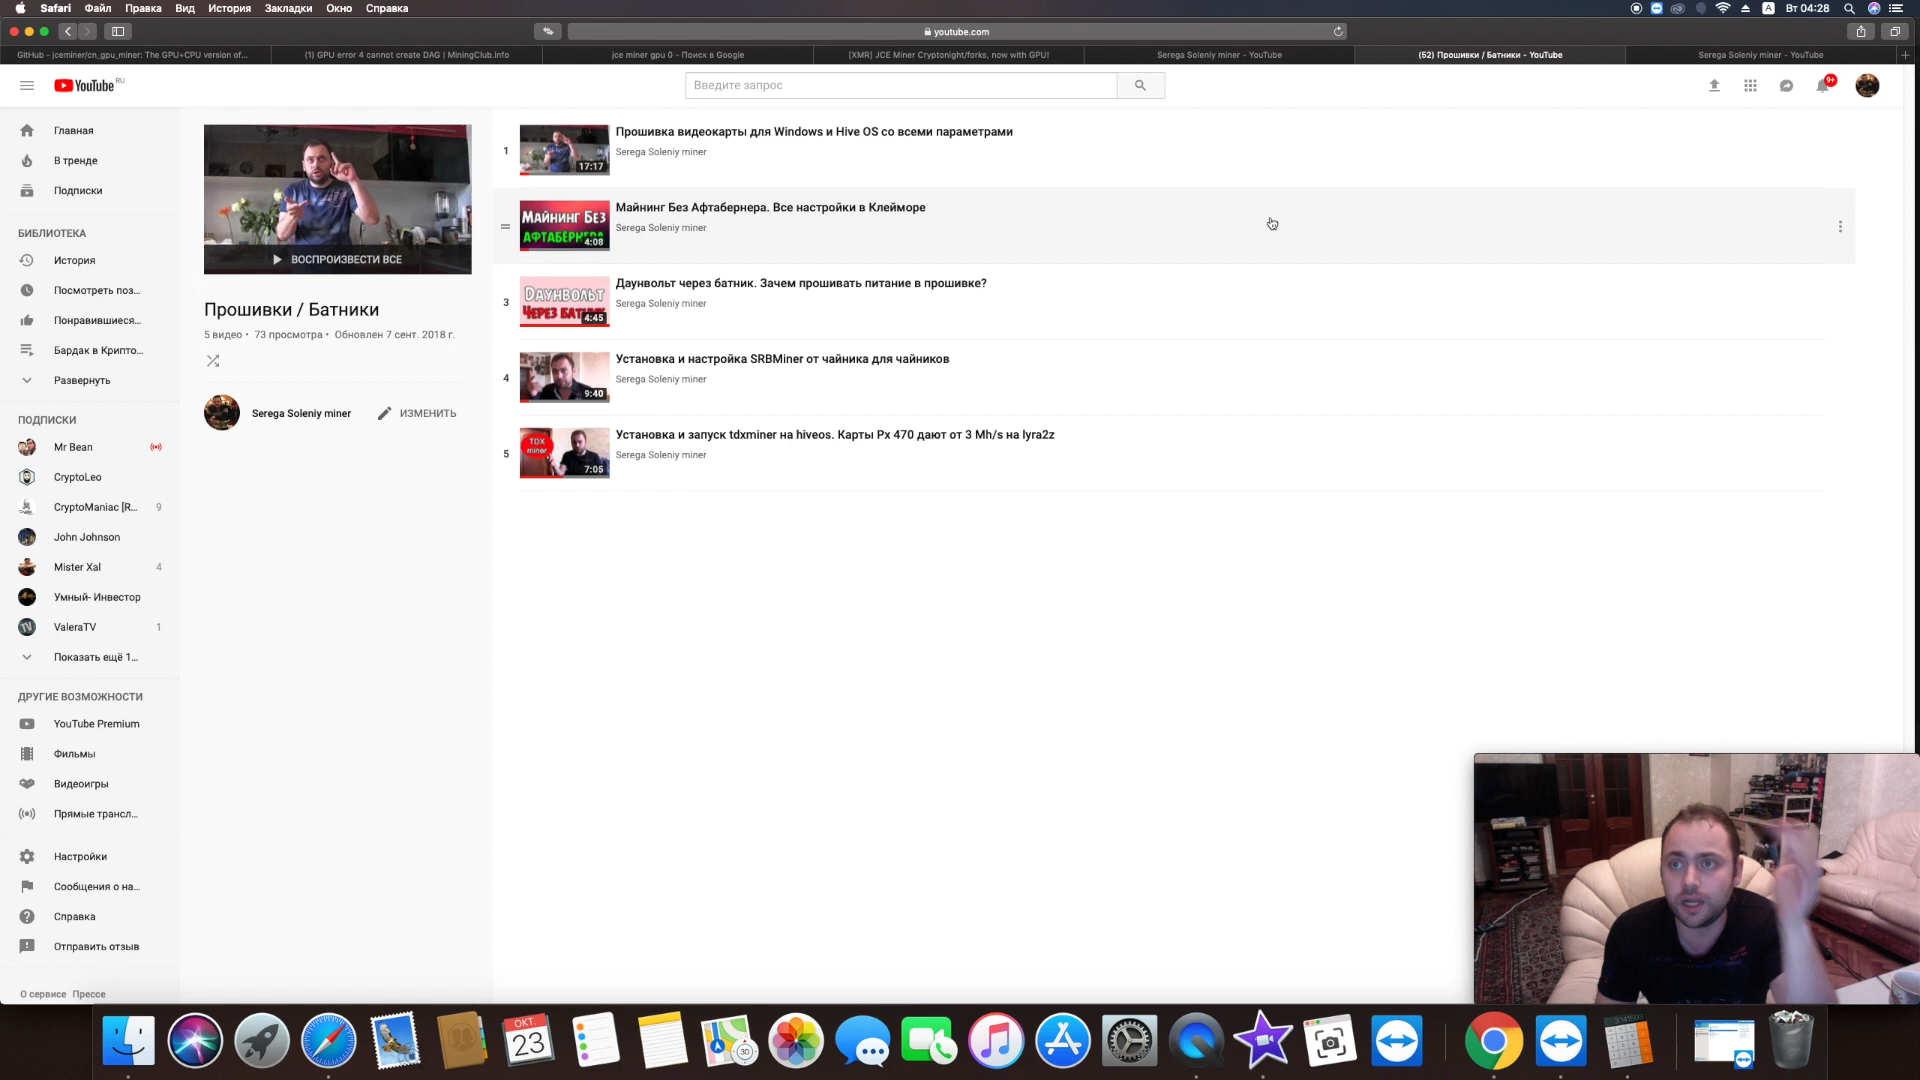 Safari Файл Правка Вид История Закладки Окно Справка
Вт 04:28
youtube.com
GitHub - jceminer/cn_gpu_miner: The GPU+CPU version of...
(1) GPU error 4 cannot create DAG | MiningClub.info
jce miner gpu 0 - Поиск в Google
[XMR] JCE Miner Cryptonight/forks, now with GPU!
Serega Soleniy miner - YouTube
(52) Прошивки / Батники - YouTube
Serega Soleniy miner - YouTube
YouTube RU
Введите запрос
9+
Главная
В тренде
Подписки
БИБЛИОТЕКА
История
Посмотреть поз...
Понравившиеся...
Бардак в Крипто...
Развернуть
ПОДПИСКИ
Mr Bean
CryptoLeo
CryptoManiac [R... 9
John Johnson
Mister Xal 4
Умный- Инвестор
ValeraTV 1
Показать ещё 1...
ДРУГИЕ ВОЗМОЖНОСТИ
YouTube Premium
Фильмы
Видеоигры
Прямые трансл...
Настройки
Сообщения о на...
Справка
Отправить отзыв
О сервисе Прессе
ВОСПРОИЗВЕСТИ ВСЕ
Прошивки / Батники
5 видео • 73 просмотра • Обновлен 7 сент. 2018 г.
Serega Soleniy miner
ИЗМЕНИТЬ
1
17:17
Прошивка видеокарты для Windows и Hive OS со всеми параметрами
Serega Soleniy miner
Майнинг Без
Афтабернера
4:08
Майнинг Без Афтабернера. Все настройки в Клейморе
Serega Soleniy miner
3
Даунвольт
Через батник
4:45
Даунвольт через батник. Зачем прошивать питание в прошивке?
Serega Soleniy miner
4
9:40
Установка и настройка SRBMiner от чайника для чайников
Serega Soleniy miner
5
TDX
miner
7:05
Установка и запуск tdxminer на hiveos. Карты Рх 470 дают от 3 Mh/s на lyra2z
Serega Soleniy miner
ОКТ.
23
3D